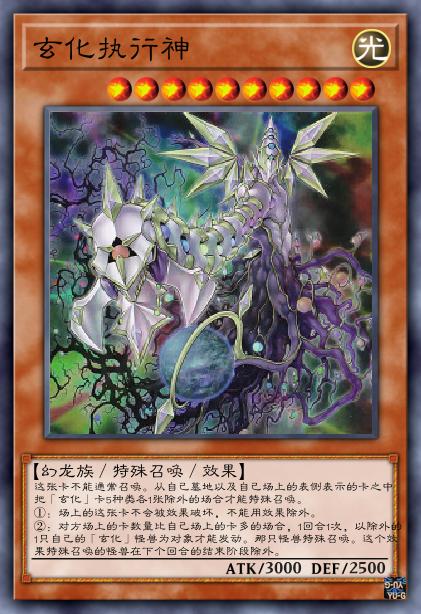 玄化执行神
光
【幻龙族／特殊召唤／效果】
这张卡不能通常召唤。从自己墓地以及自己场上的表侧表示的卡之中
把「玄化」卡5种类各1张除外的场合才能特殊召唤。
①：场上的这张卡不会被效果破坏，不能用效果除外。
②：对方场上的卡数量比自己场上的卡多的场合，1回合1次，以除外的
1只自己的「玄化」怪兽为对象才能发动。那只怪兽特殊召唤。这个效
果特殊召唤的怪兽在下个回合的结束阶段除外。
ATK/3000 DEF/2500
YU-G